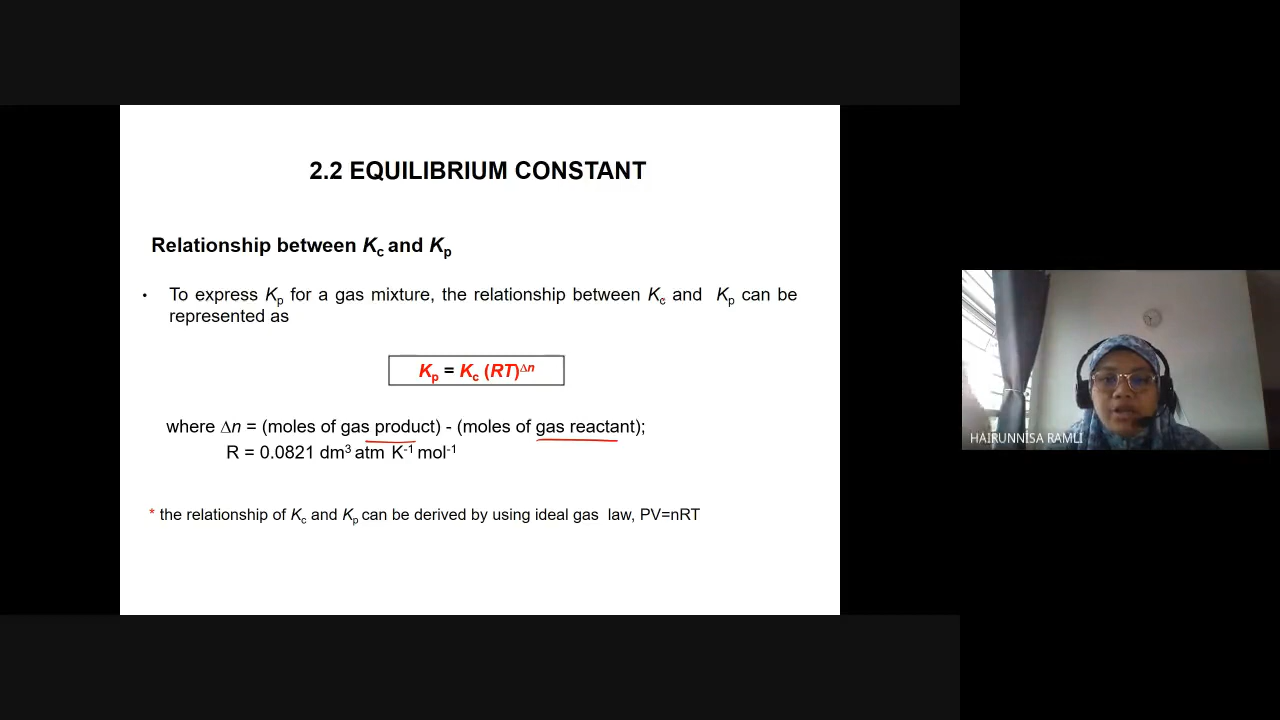 2.2 EQUILIBRIUM CONSTANT
Relationship between Kc and Kp
• To express Kp for a gas mixture, the relationship between Kc and Kp can be
represented as
Kp = Kc (RT)^Δn
where Δn = (moles of gas product) - (moles of gas reactant);
R = 0.0821 dm³ atm K⁻¹ mol⁻¹
* the relationship of Kc and Kp can be derived by using ideal gas law, PV=nRT
HAIRUNNISA RAMLI